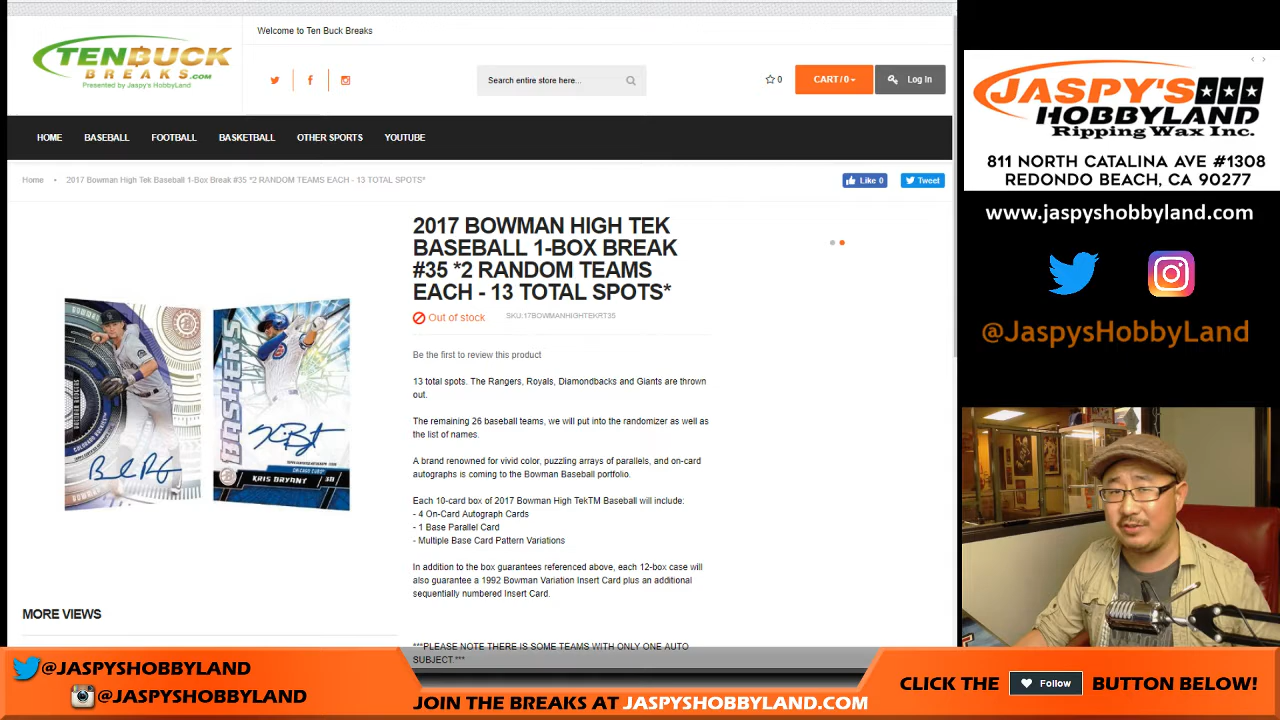 TENBUCK
BREAKS.COM
Presented by Jaspy's HobbyLand
Welcome to Ten Buck Breaks
Search entire store here...
0
CART / 0
Log In
HOME
BASEBALL
FOOTBALL
BASKETBALL
OTHER SPORTS
YOUTUBE
Home
2017 Bowman High Tek Baseball 1-Box Break #35 *2 RANDOM TEAMS EACH - 13 TOTAL SPOTS*
Like 0
Tweet
2017 BOWMAN HIGH TEK
BASEBALL 1-BOX BREAK
#35 *2 RANDOM TEAMS
EACH - 13 TOTAL SPOTS*
Out of stock
SKU:17BOWMANHIGHTEKRT35
Be the first to review this product
13 total spots. The Rangers, Royals, Diamondbacks and Giants are thrown
out.
The remaining 26 baseball teams, we will put into the randomizer as well as
the list of names.
A brand renowned for vivid color, puzzling arrays of parallels, and on-card
autographs is coming to the Bowman Baseball portfolio.
Each 10-card box of 2017 Bowman High TekTM Baseball will include:
- 4 On-Card Autograph Cards
- 1 Base Parallel Card
- Multiple Base Card Pattern Variations
In addition to the box guarantees referenced above, each 12-box case will
also guarantee a 1992 Bowman Variation Insert Card plus an additional
sequentially numbered Insert Card.
***PLEASE NOTE THERE IS SOME TEAMS WITH ONLY ONE AUTO
SUBJECT.***
BASHERS
KRIS BRYANT
MORE VIEWS
JASPY'S
HOBBYLAND
Ripping Wax Inc.
811 NORTH CATALINA AVE #1308
REDONDO BEACH, CA 90277
www.jaspyshobbyland.com
@JaspysHobbyLand
@JASPYSHOBBYLAND
@JASPYSHOBBYLAND
JOIN THE BREAKS AT JASPYSHOBBYLAND.COM
CLICK THE
Follow
BUTTON BELOW!